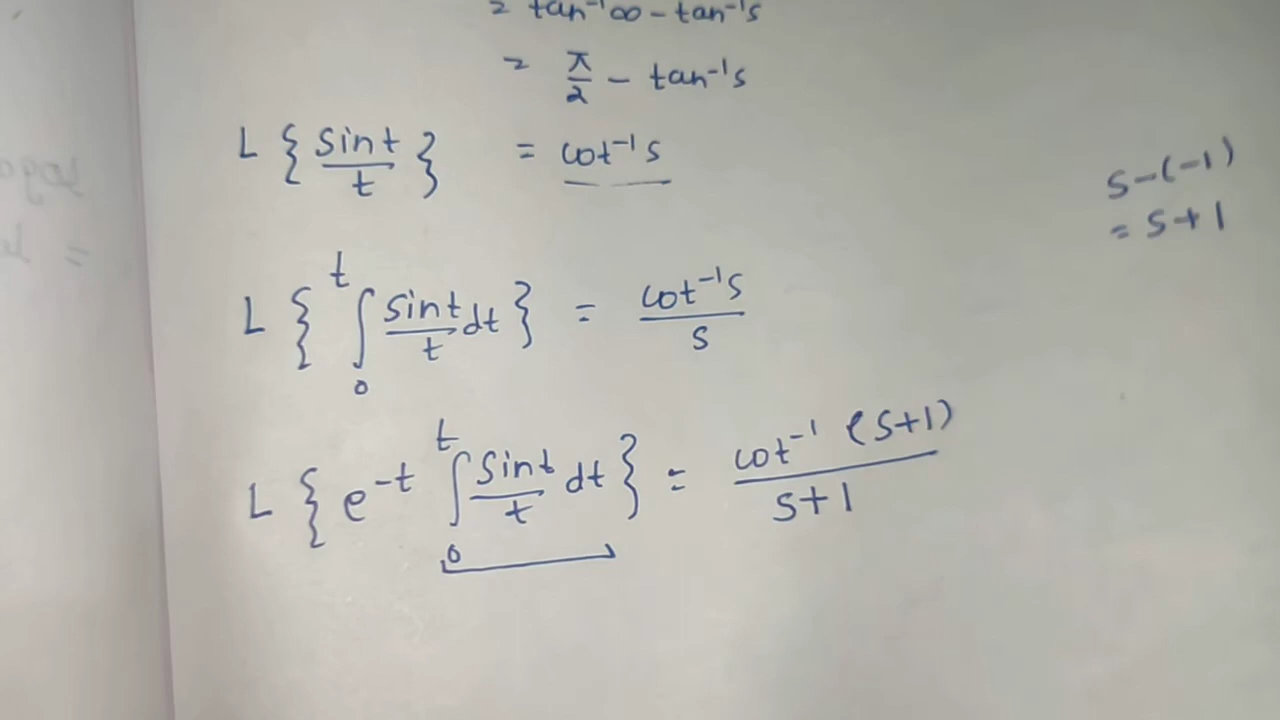 = tan⁻¹∞ − tan⁻¹s
= π/2 − tan⁻¹s
L { sint/t } = cot⁻¹s
s−(−1)
= s+1
L { ∫₀ᵗ sint/t dt } = cot⁻¹s / s
L { e⁻ᵗ ∫₀ᵗ sint/t dt } = cot⁻¹(s+1) / s+1